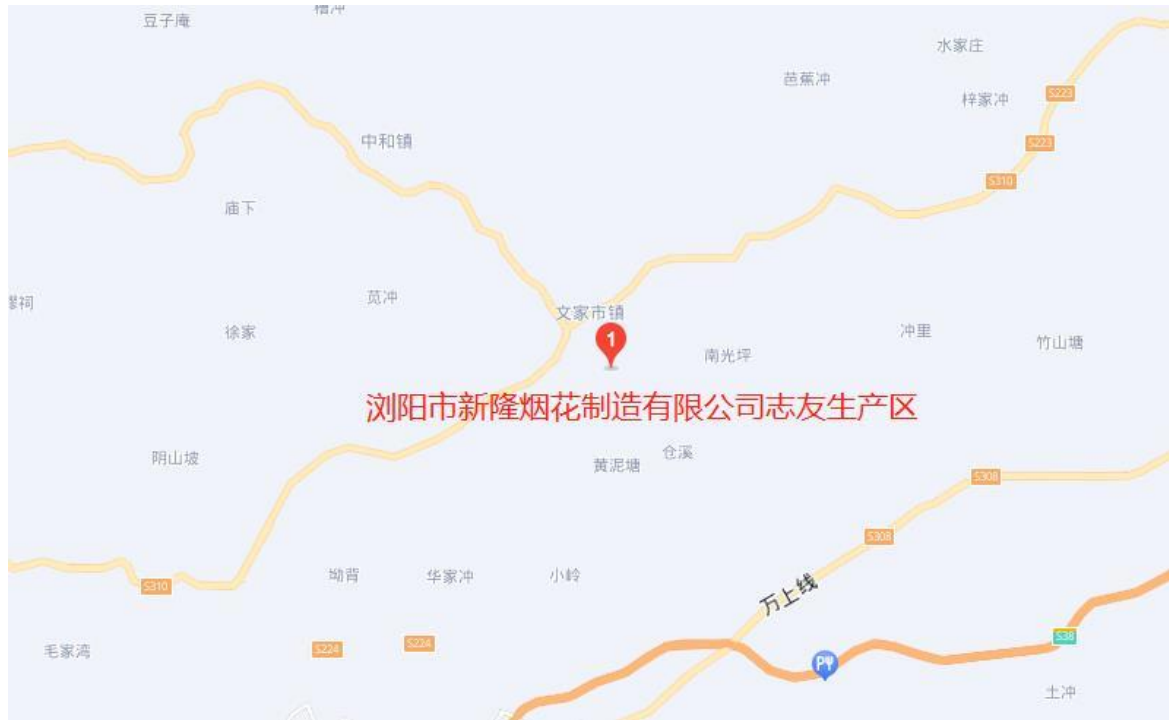 豆子庵
水家庄
芭蕉冲
S223
梓家冲
中和镇
S223
S310
庙下
苋冲
文家市镇
徐家
1
南光坪
冲里
竹山塘
浏阳市新隆烟花制造有限公司志友生产区
阴山坡
黄泥塘
仓溪
S308
S308
坳背
华家冲
小岭
S310
万上线
毛家湾
S224
S224
S38
P
土冲